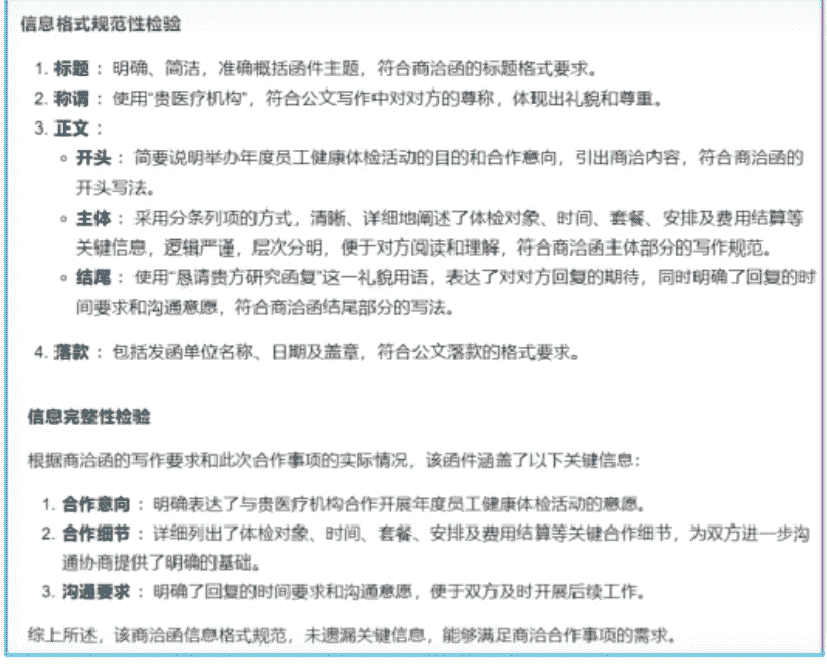 信息格式规范性检验
1. 标题：明确、简洁，准确概括函件主题，符合商洽函的标题格式要求。
2. 称谓：使用“贵医疗机构”，符合公文写作中对对方的尊称，体现出礼貌和尊重。
3. 正文：
◦ 开头：简要说明举办年度员工健康体检活动的目的和合作意向，引出商洽内容，符合商洽函的
开头写法。
◦ 主体：采用分条列项的方式，清晰、详细地阐述了体检对象、时间、套餐、安排及费用结算等
关键信息，逻辑严谨，层次分明，便于对方阅读和理解，符合商洽函主体部分的写作规范。
◦ 结尾：使用“恳请贵方研究函复”这一礼貌用语，表达了对对方回复的期待，同时明确了回复的时
间要求和沟通意愿，符合商洽函结尾部分的写法。
4. 落款：包括发函单位名称、日期及盖章，符合公文落款的格式要求。
信息完整性检验
根据商洽函的写作要求和此次合作事项的实际情况，该函件涵盖了以下关键信息：
1. 合作意向：明确表达了与贵医疗机构合作开展年度员工健康体检活动的意愿。
2. 合作细节：详细列出了体检对象、时间、套餐、安排及费用结算等关键合作细节，为双方进一步沟
通协商提供了明确的基础。
3. 沟通要求：明确了回复的时间要求和沟通意愿，便于双方及时开展后续工作。
综上所述，该商洽函信息格式规范，未遗漏关键信息，能够满足商洽合作事项的需求。